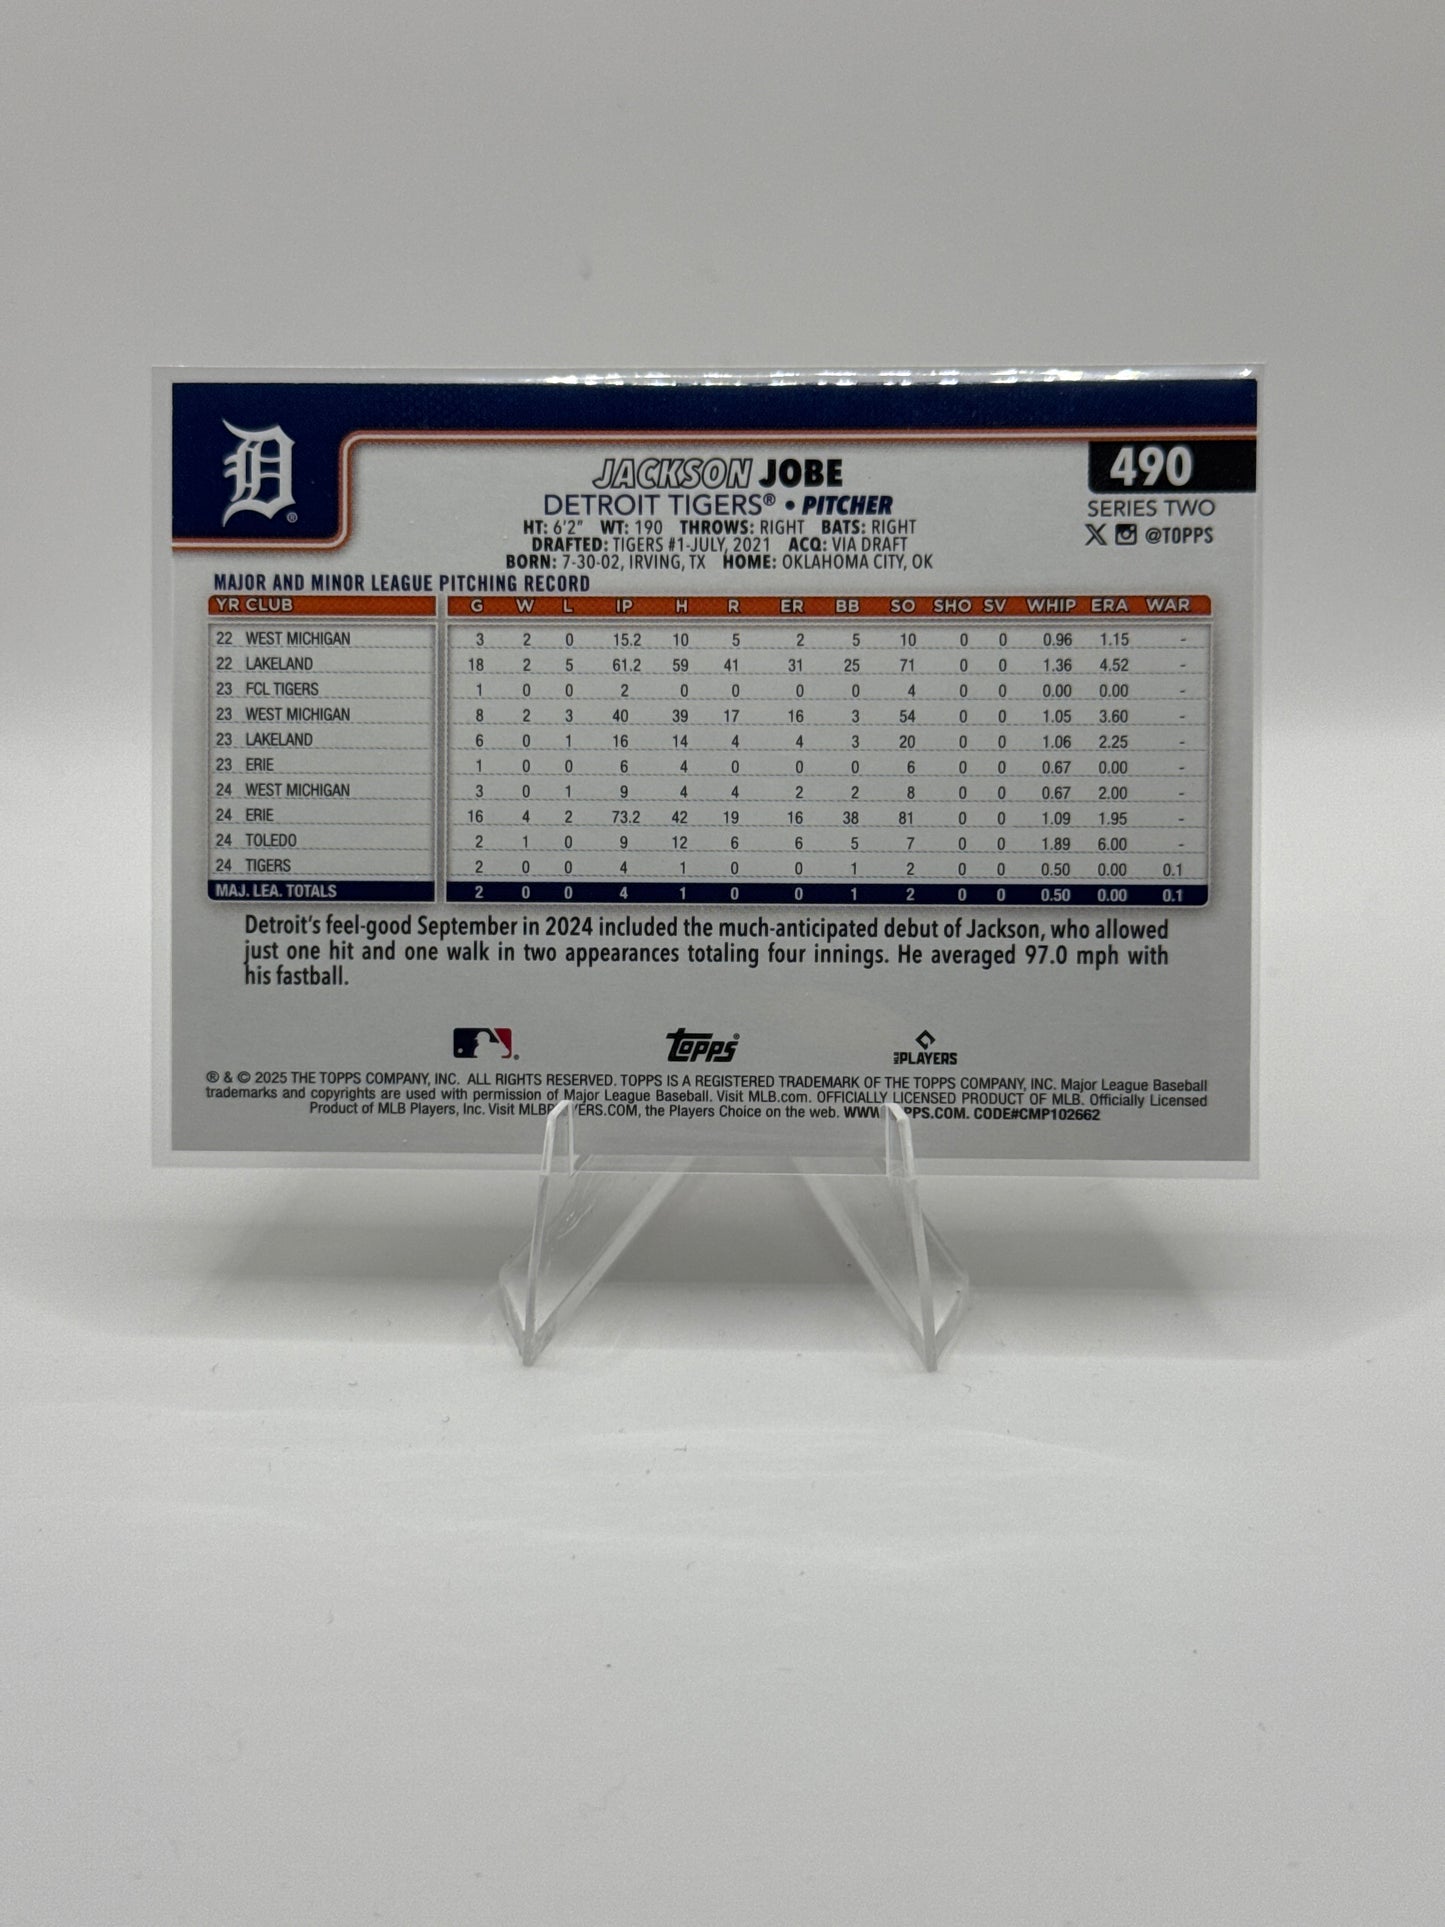 D®
490
JACKSON JOBE
DETROIT TIGERS® • PITCHER
SERIES TWO
HT: 6'2" WT: 190 THROWS: RIGHT BATS: RIGHT
X @TOPPS
DRAFTED: TIGERS #1-JULY, 2021 ACQ: VIA DRAFT
BORN: 7-30-02, IRVING, TX HOME: OKLAHOMA CITY, OK
MAJOR AND MINOR LEAGUE PITCHING RECORD
YR CLUB G W L IP H R ER BB SO SHO SV WHIP ERA WAR
22 WEST MICHIGAN 3 2 0 15.2 10 5 2 5 10 0 0 0.96 1.15 -
22 LAKELAND 18 2 5 61.2 59 41 31 25 71 0 0 1.36 4.52 -
23 FCL TIGERS 1 0 0 2 0 0 0 0 4 0 0 0.00 0.00 -
23 WEST MICHIGAN 8 2 3 40 39 17 16 3 54 0 0 1.05 3.60 -
23 LAKELAND 6 0 1 16 14 4 4 3 20 0 0 1.06 2.25 -
23 ERIE 1 0 0 6 4 0 0 0 6 0 0 0.67 0.00 -
24 WEST MICHIGAN 3 0 1 9 4 4 2 2 8 0 0 0.67 2.00 -
24 ERIE 16 4 2 73.2 42 19 16 38 81 0 0 1.09 1.95 -
24 TOLEDO 2 1 0 9 12 6 6 5 7 0 0 1.89 6.00 -
24 TIGERS 2 0 0 4 1 0 0 1 2 0 0 0.50 0.00 0.1
MAJ. LEA. TOTALS 2 0 0 4 1 0 0 1 2 0 0 0.50 0.00 0.1
Detroit's feel-good September in 2024 included the much-anticipated debut of Jackson, who allowed
just one hit and one walk in two appearances totaling four innings. He averaged 97.0 mph with
his fastball.
Topps®
MLB PLAYERS
® & © 2025 THE TOPPS COMPANY, INC. ALL RIGHTS RESERVED. TOPPS IS A REGISTERED TRADEMARK OF THE TOPPS COMPANY, INC. Major League Baseball
trademarks and copyrights are used with permission of Major League Baseball. Visit MLB.com. OFFICIALLY LICENSED PRODUCT OF MLB. Officially Licensed
Product of MLB Players, Inc. Visit MLBP ERS.COM, the Players Choice on the web. WWW PPS.COM. CODE#CMP102662